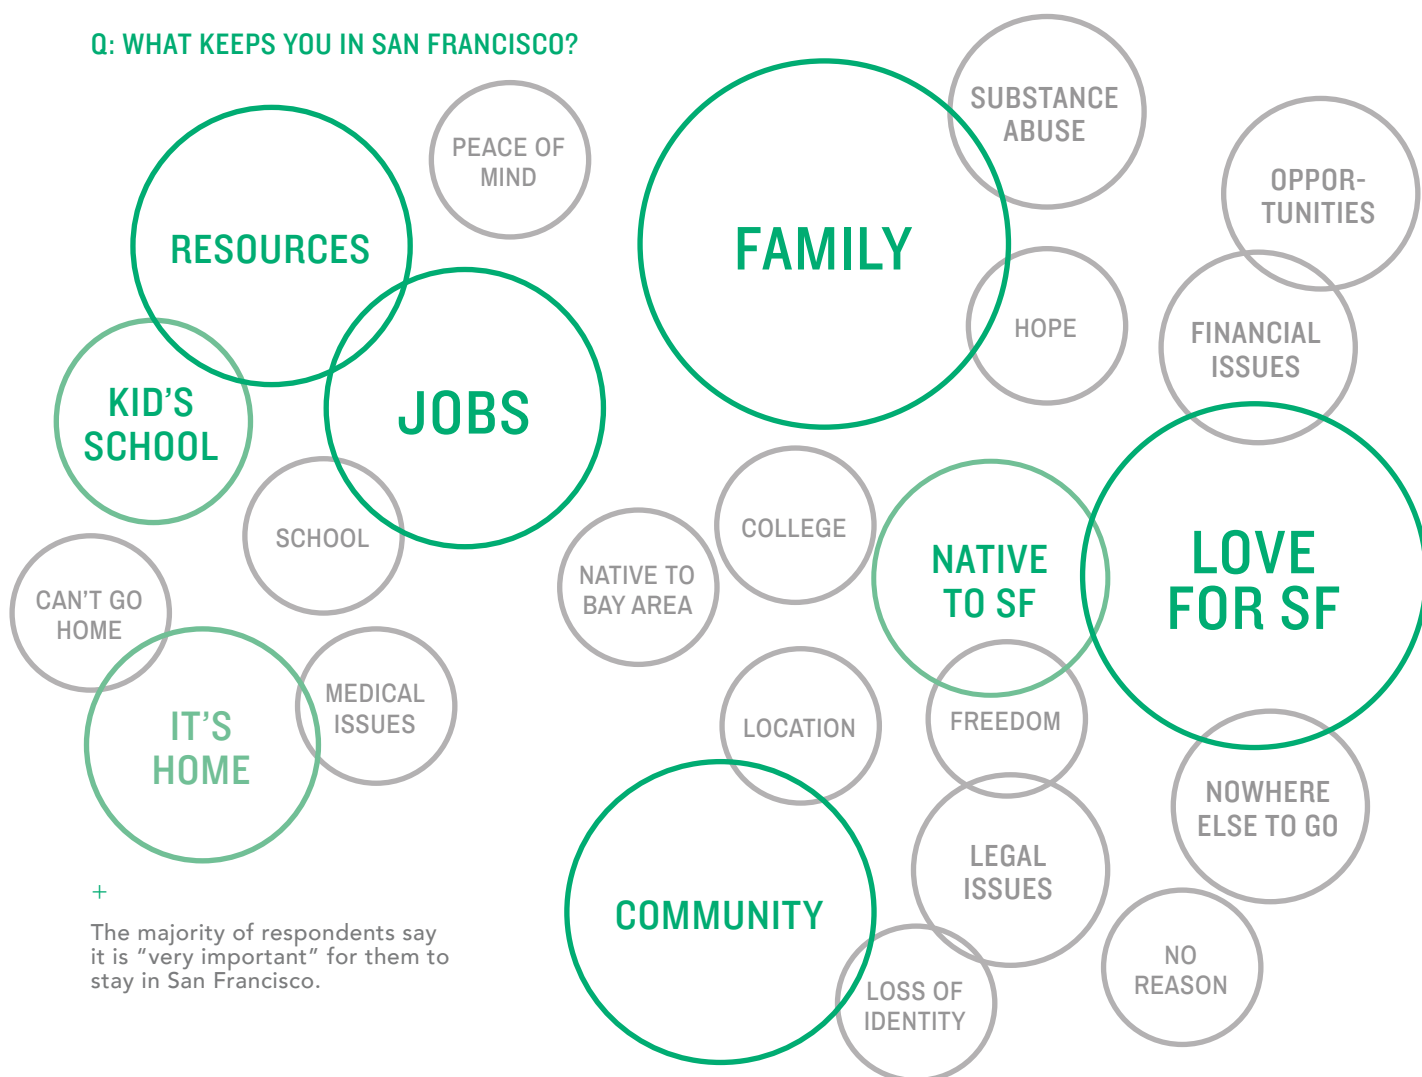 Q: WHAT KEEPS YOU IN SAN FRANCISCO?
PEACE OF
MIND
RESOURCES
FAMILY
SUBSTANCE
ABUSE
OPPOR-
TUNITIES
HOPE
FINANCIAL
ISSUES
KID'S
SCHOOL
JOBS
SCHOOL
COLLEGE
NATIVE TO
BAY AREA
NATIVE
TO SF
LOVE
FOR SF
CAN'T GO
HOME
MEDICAL
ISSUES
IT'S
HOME
LOCATION
FREEDOM
NOWHERE
ELSE TO GO
LEGAL
ISSUES
COMMUNITY
NO
REASON
LOSS OF
IDENTITY
+
The majority of respondents say
it is “very important” for them to
stay in San Francisco.